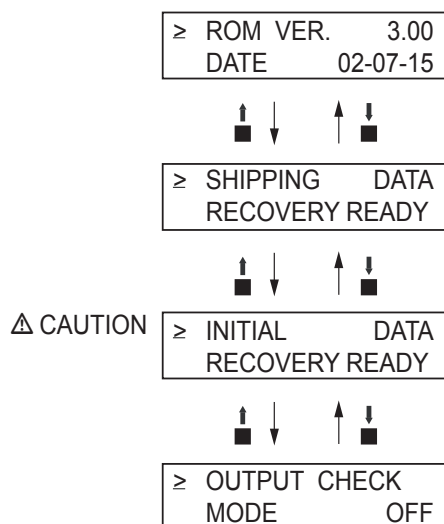 ≥ ROM VER. 3.00
DATE 02-07-15
≥ SHIPPING DATA
RECOVERY READY
⚠ CAUTION
≥ INITIAL DATA
RECOVERY READY
≥ OUTPUT CHECK
MODE OFF